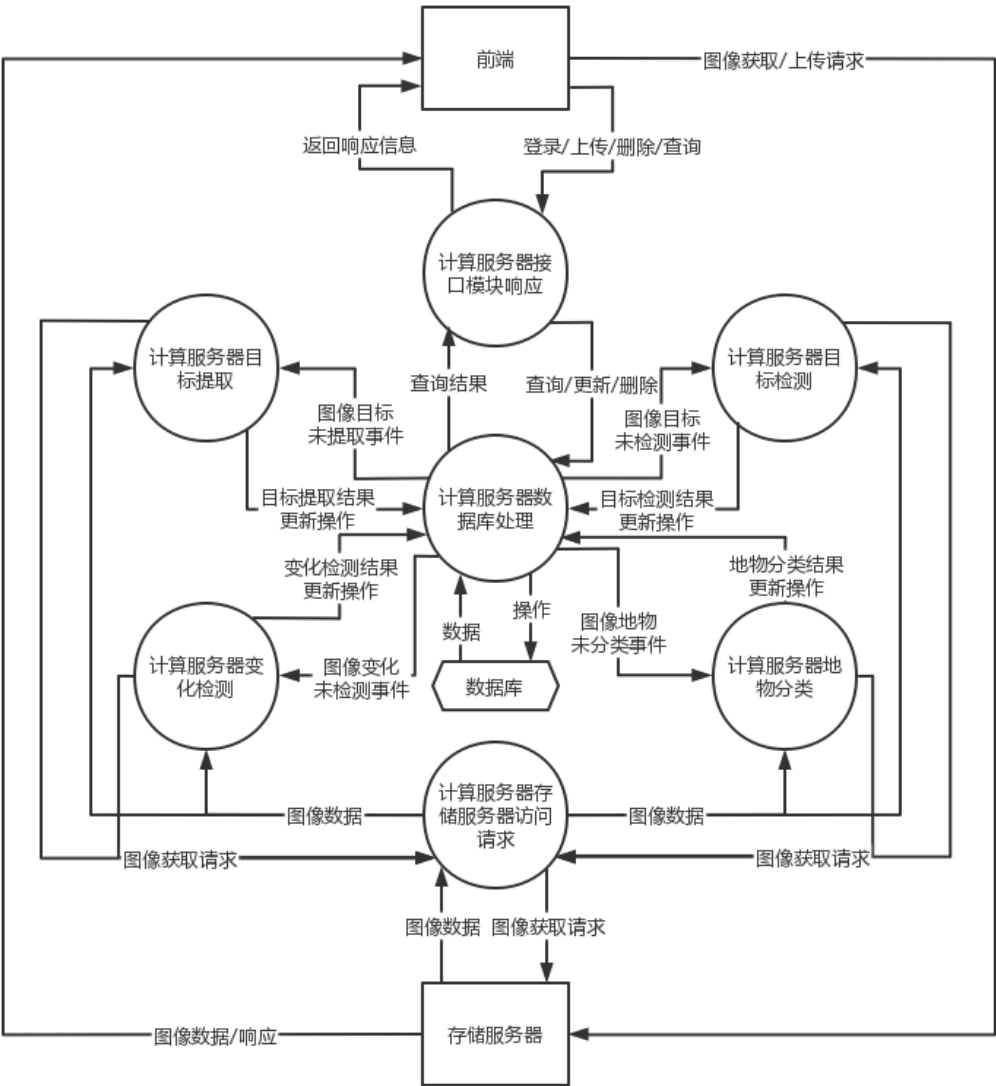 前端
图像获取/上传请求
返回响应信息
登录/上传/删除/查询
计算服务器接
口模块响应
计算服务器目
标提取
计算服务器目
标检测
查询结果
查询/更新/删除
图像目标
未提取事件
图像目标
未检测事件
计算服务器数
据库处理
目标提取结果
更新操作
目标检测结果
更新操作
变化检测结果
更新操作
地物分类结果
更新操作
操作
数据
图像地物
未分类事件
计算服务器变
化检测
图像变化
未检测事件
数据库
计算服务器地
物分类
计算服务器存
储服务器访问
请求
图像数据
图像数据
图像获取请求
图像获取请求
图像数据
图像获取请求
存储服务器
图像数据/响应